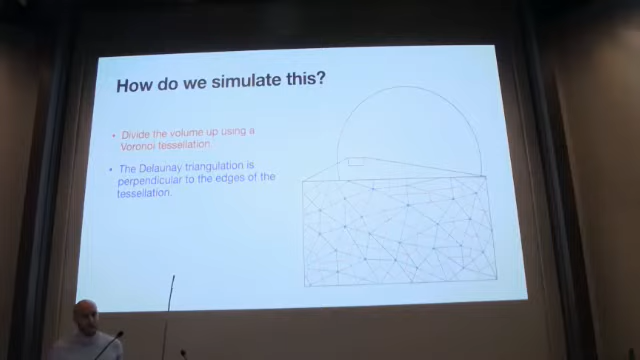 How do we simulate this?
• Divide the volume up using a
Voronoi tessellation.
• The Delaunay triangulation is
perpendicular to the edges of the
tessellation.